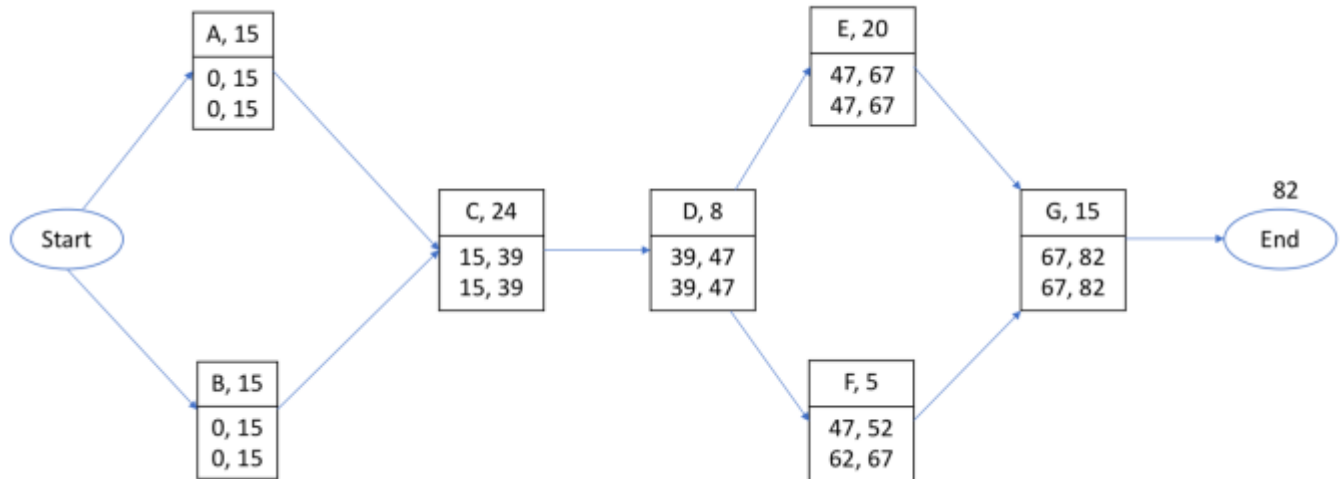 A, 15
0, 15
0, 15
E, 20
47, 67
47, 67
Start
C, 24
15, 39
15, 39
D, 8
39, 47
39, 47
G, 15
67, 82
67, 82
82
End
B, 15
0, 15
0, 15
F, 5
47, 52
62, 67